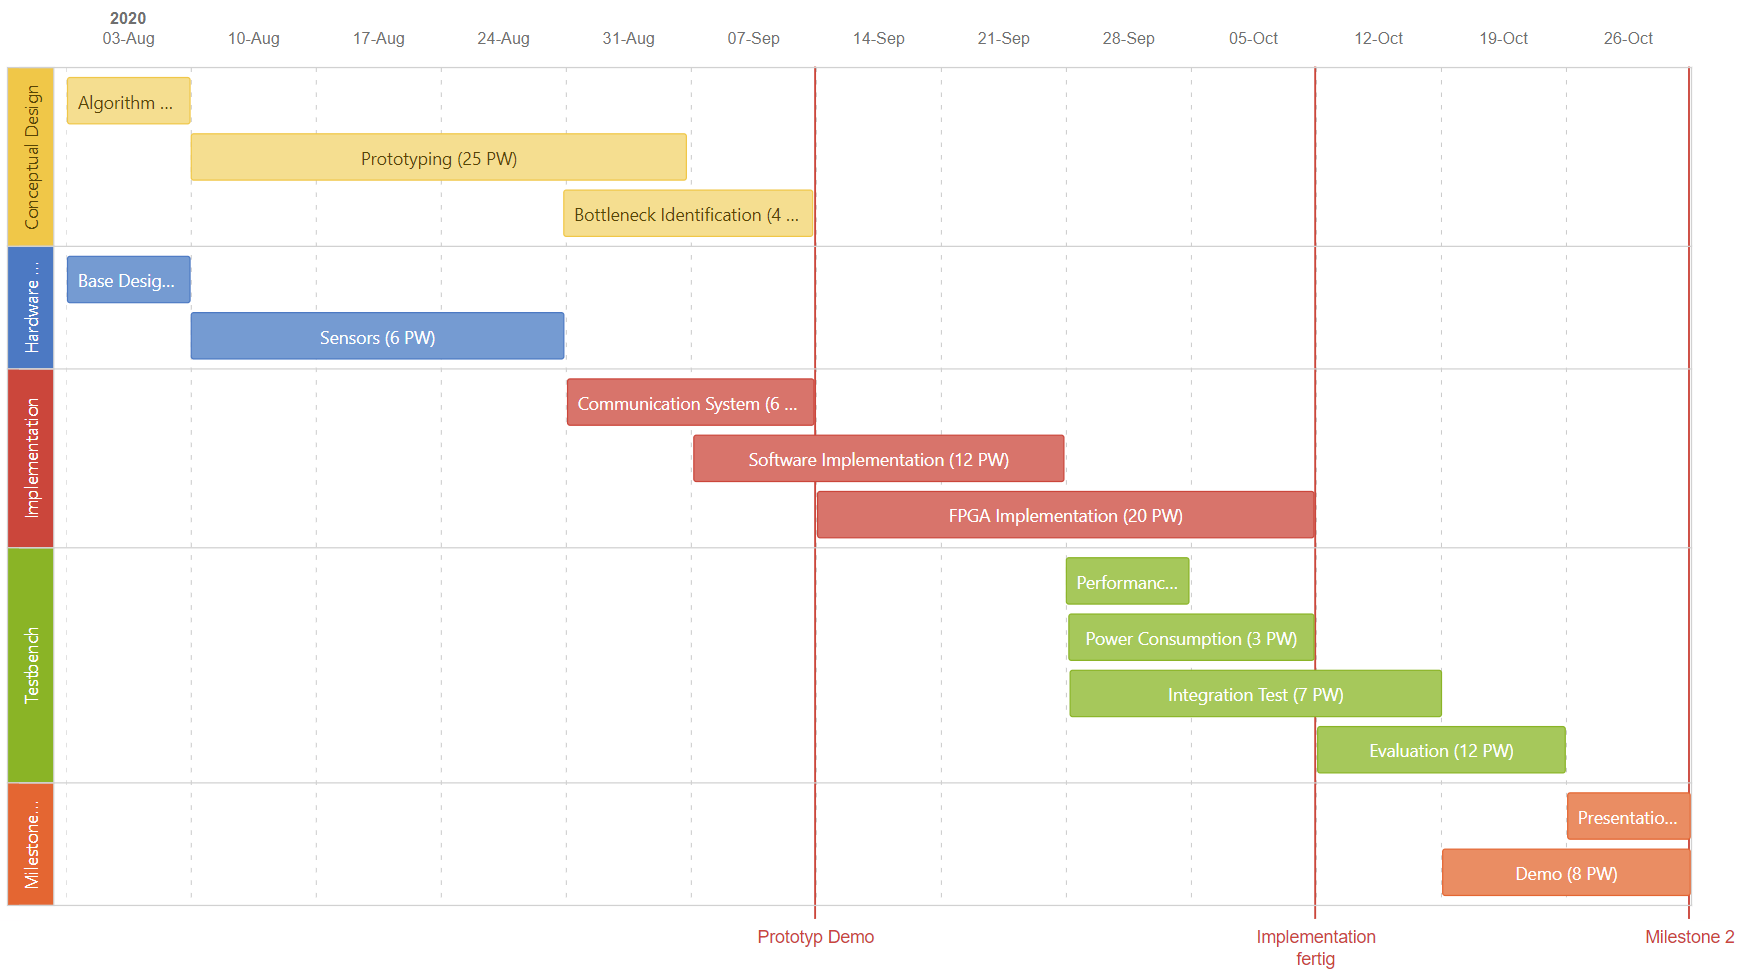 2020
03-Aug 10-Aug 17-Aug 24-Aug 31-Aug 07-Sep 14-Sep 21-Sep 28-Sep 05-Oct 12-Oct 19-Oct 26-Oct
Conceptual Design
Algorithm ...
Prototyping (25 PW)
Bottleneck Identification (4 ...
Hardware ...
Base Desig...
Sensors (6 PW)
Implementation
Communication System (6 ...
Software Implementation (12 PW)
FPGA Implementation (20 PW)
Testbench
Performanc...
Power Consumption (3 PW)
Integration Test (7 PW)
Evaluation (12 PW)
Milestone...
Presentatio...
Demo (8 PW)
Prototyp Demo
Implementation
fertig
Milestone 2